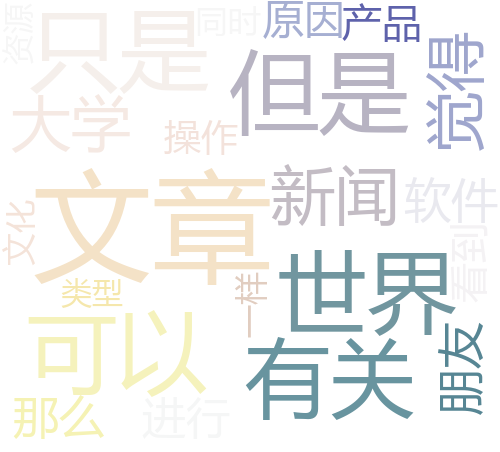 资源
只是
同时
原因
产品
大学
操作
但是
觉得
文章
新闻
软件
文化
看到
类型
一样
世界
可以
有关
朋友
那么
进行